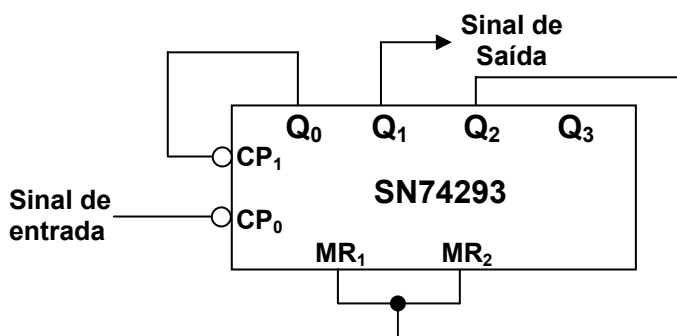 Sinal de
Saída
Q₀ Q₁ Q₂ Q₃
CP₁
SN74293
Sinal de
entrada
CP₀
MR₁ MR₂